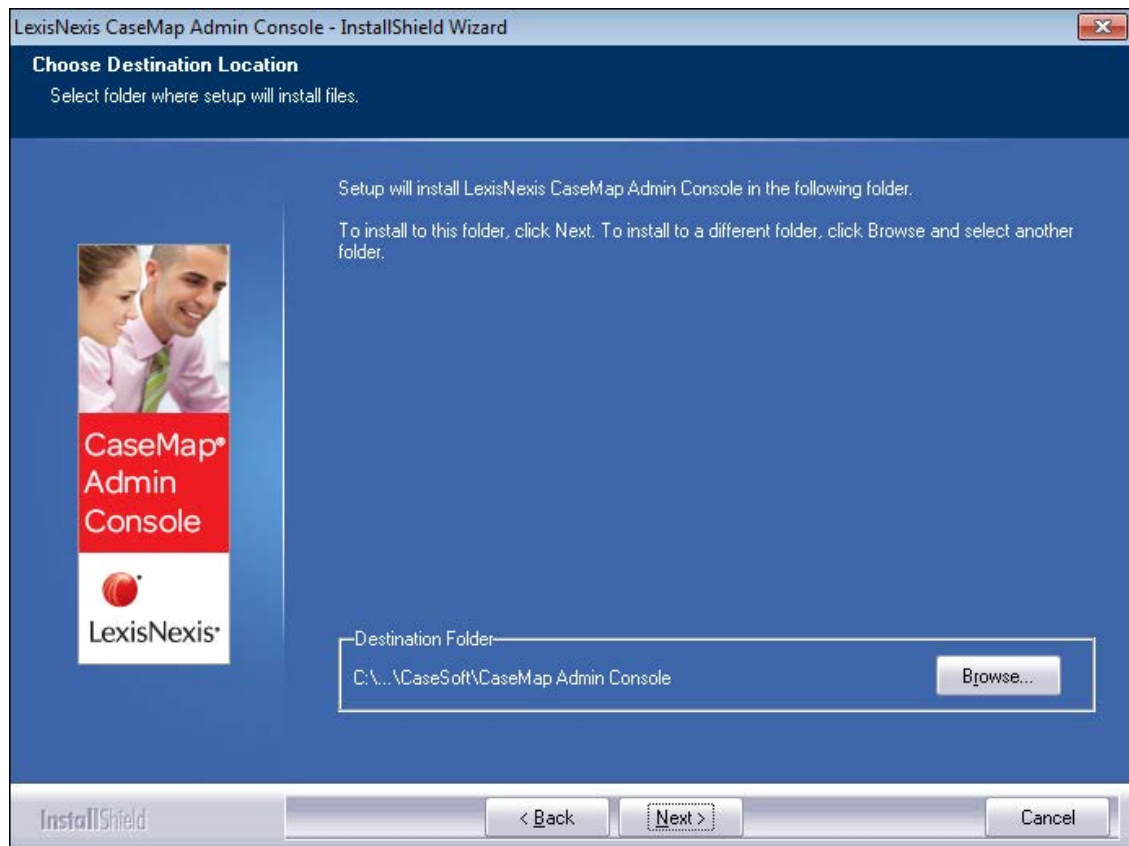 LexisNexis CaseMap Admin Console - InstallShield Wizard
Choose Destination Location
Select folder where setup will install files.
Setup will install LexisNexis CaseMap Admin Console in the following folder.
To install to this folder, click Next. To install to a different folder, click Browse and select another
folder.
CaseMap®
Admin
Console
LexisNexis®
Destination Folder
C:\...\CaseSoft\CaseMap Admin Console
Browse...
InstallShield
< Back
Next >
Cancel